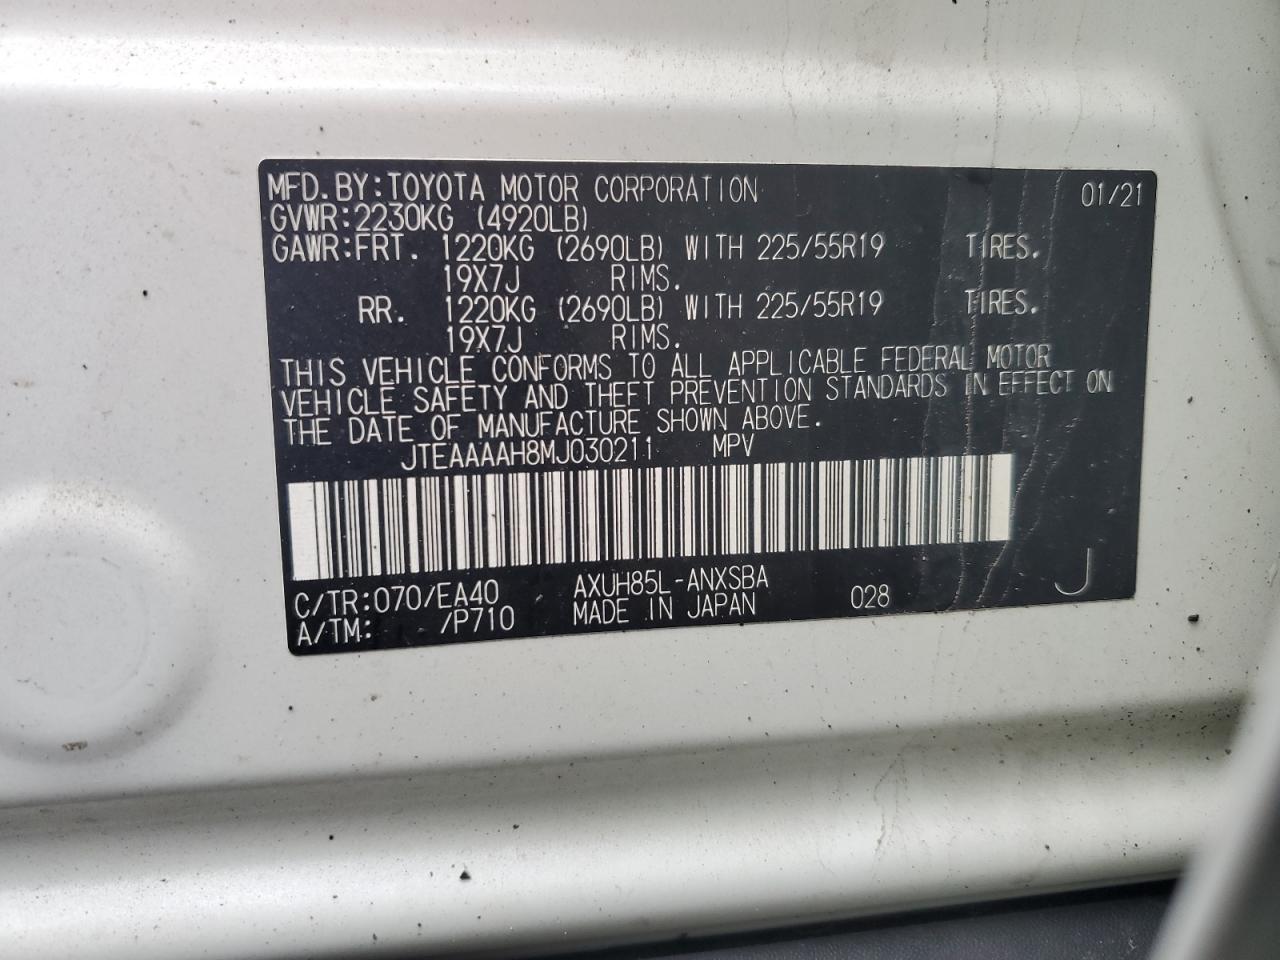 MFD.BY:TOYOTA MOTOR CORPORATION 01/21
GVWR:2230KG (4920LB)
GAWR:FRT. 1220KG (2690LB) WITH 225/55R19 TIRES.
19X7J RIMS.
RR. 1220KG (2690LB) WITH 225/55R19 TIRES.
19X7J RIMS.
THIS VEHICLE CONFORMS TO ALL APPLICABLE FEDERAL MOTOR
VEHICLE SAFETY AND THEFT PREVENTION STANDARDS IN EFFECT ON
THE DATE OF MANUFACTURE SHOWN ABOVE.
JTEAAAAH8MJ030211 MPV
C/TR:070/EA40 AXUH85L-ANXSBA
A/TM: /P710 MADE IN JAPAN 028 J